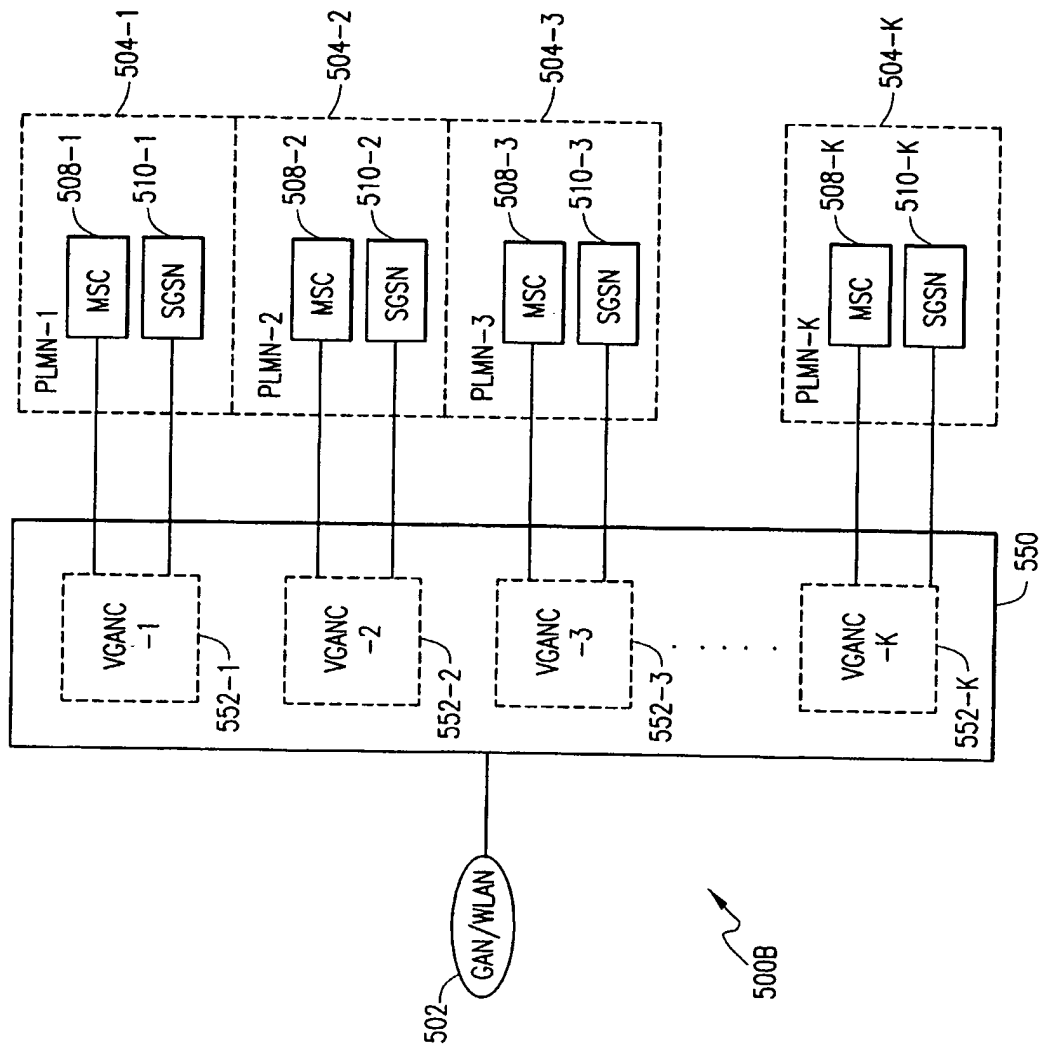 504-1
504-2
504-3
504-K
508-1
510-1
508-2
510-2
508-3
510-3
508-K
510-K
MSC
SGSN
MSC
SGSN
MSC
SGSN
MSC
SGSN
PLMN-1
PLMN-2
PLMN-3
PLMN-K
VGANC
-1
VGANC
-2
VGANC
-3
VGANC
-K
552-1
552-2
552-3
552-K
550
GAN/WLAN
502
500B